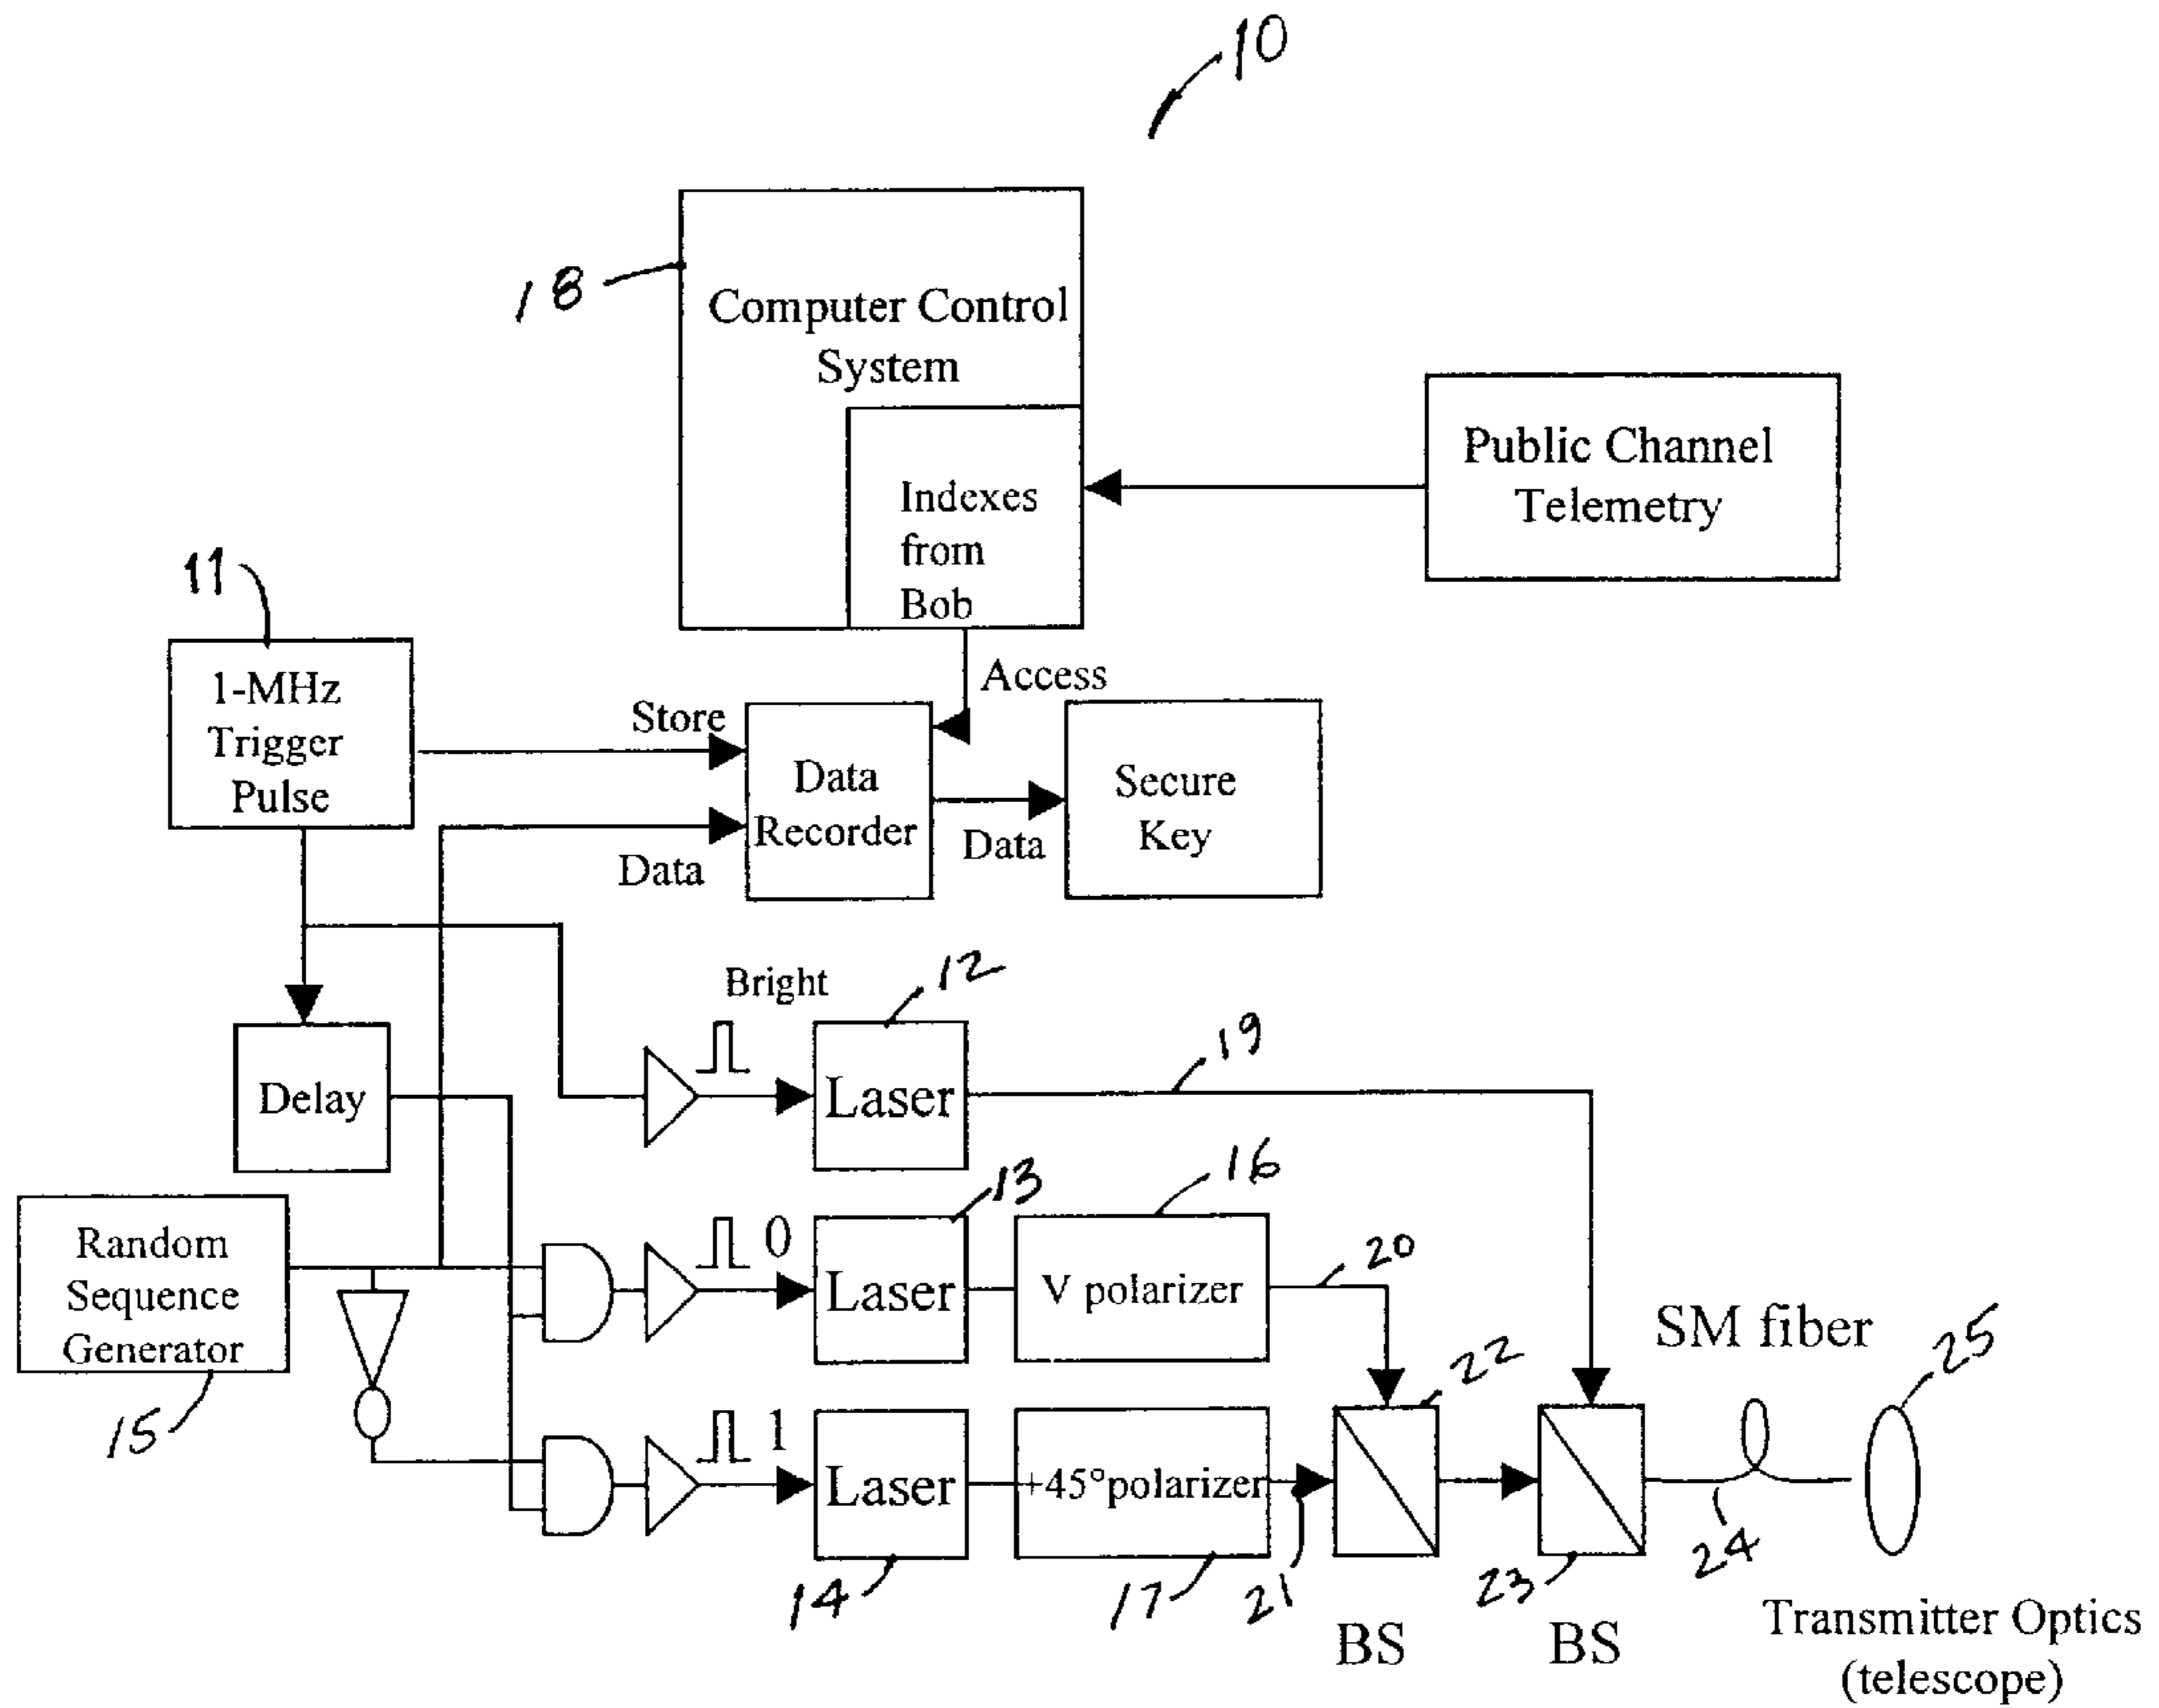 10
18
Computer Control
System
Indexes
from
Bob
Public Channel
Telemetry
11
1-MHz
Trigger
Pulse
Store
Access
Data
Recorder
Data
Data
Secure
Key
Bright
12
Laser
19
Delay
Random
Sequence
Generator
15
0
13
Laser
16
V polarizer
20
22
1
Laser
14
+45°polarizer
17
21
BS
23
BS
SM fiber
24
25
Transmitter Optics
(telescope)